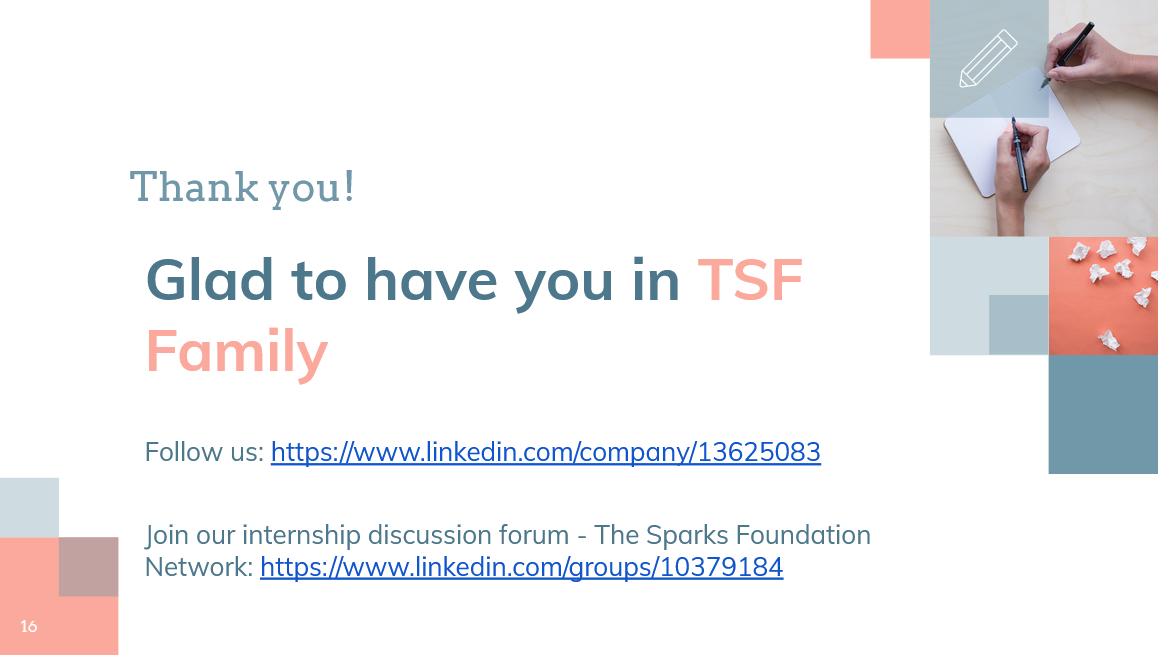 Thank you!
Glad to have you in TSF
Family
Follow us: https://www.linkedin.com/company/13625083
Join our internship discussion forum - The Sparks Foundation
Network: https://www.linkedin.com/groups/10379184
16